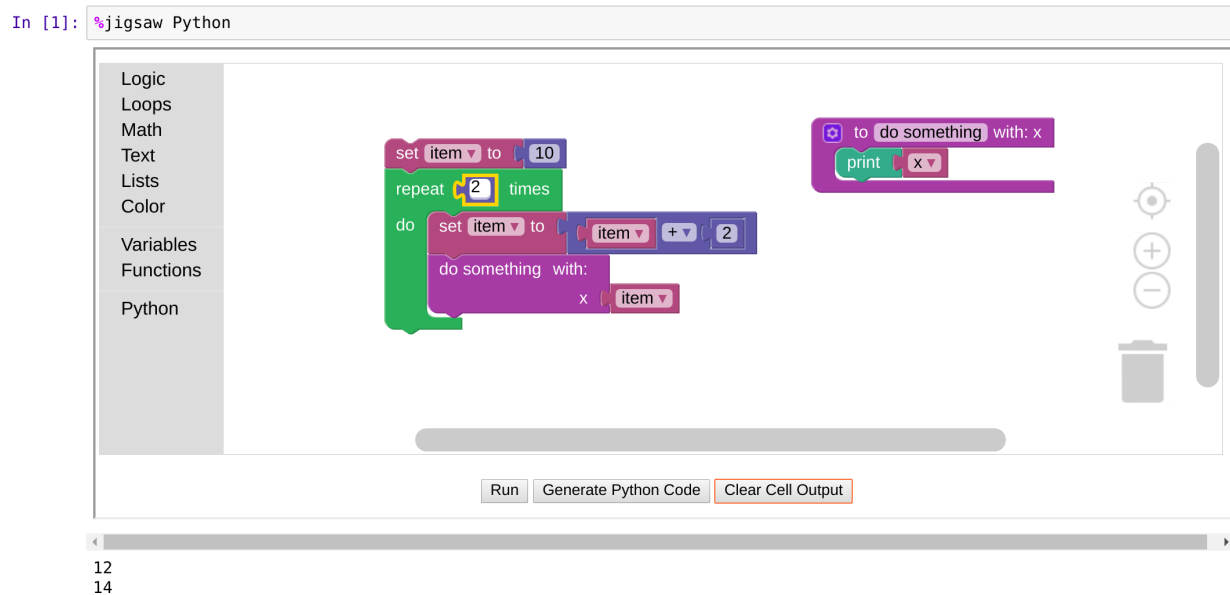 In [1]: %jigsaw Python
Logic
Loops
Math
Text
Lists
Color
Variables
Functions
Python
set item to 10
repeat 2 times
do set item to item + 2
do something with:
x item
to do something with: x
print x
Run Generate Python Code Clear Cell Output
12
14